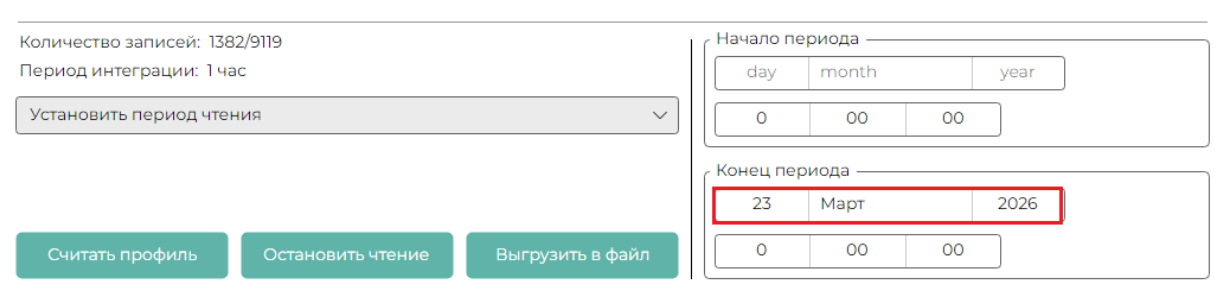 Количество записей: 1382/9119
Период интеграции: 1 час
Установить период чтения
Считать профиль
Остановить чтение
Выгрузить в файл
Начало периода
day month year
0 00 00
Конец периода
23 Март 2026
0 00 00